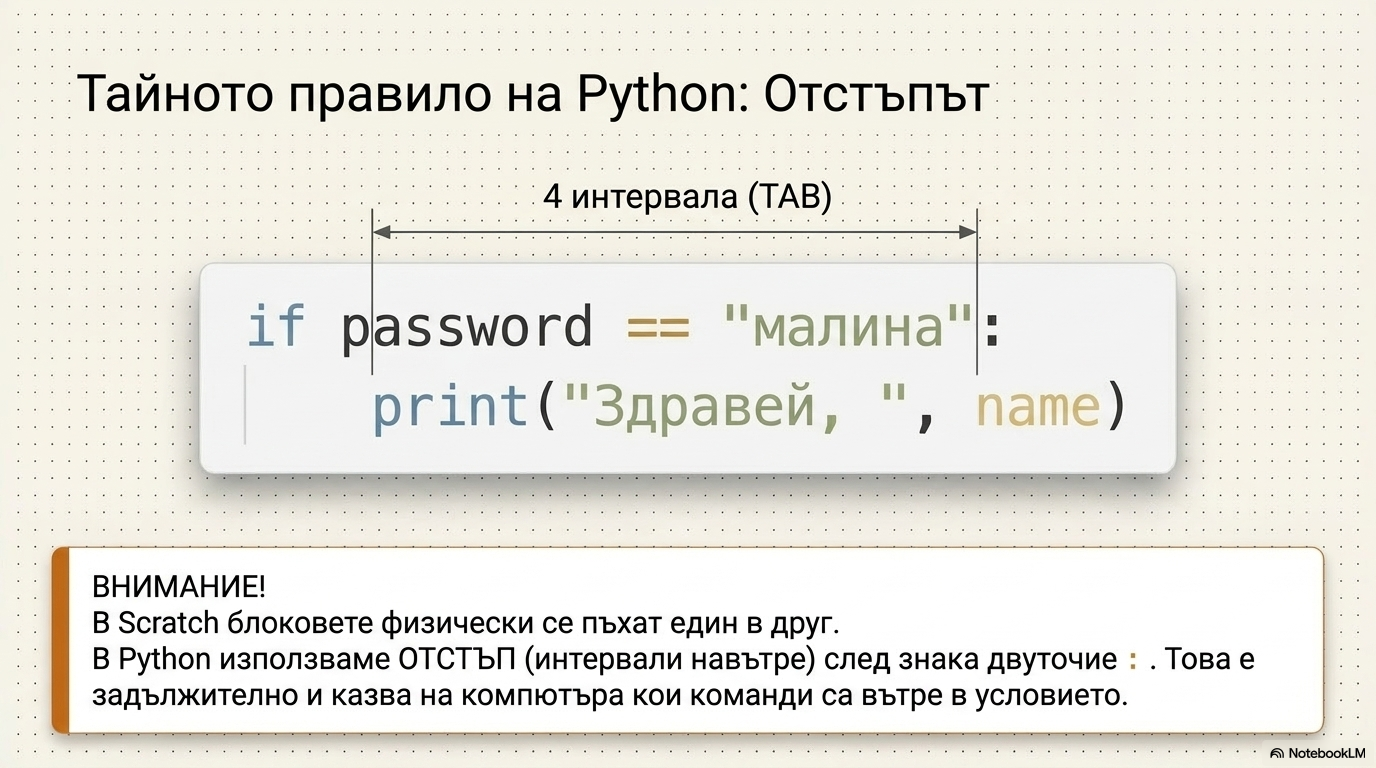 Тайното правило на Python: Отстъпът
4 интервала (TAB)
if password == "малина":
    print("Здравей, ", name)
ВНИМАНИЕ!
В Scratch блоковете физически се пъхат един в друг.
В Python използваме ОТСТЪП (интервали навътре) след знака двуточие : . Това е
задължително и казва на компютъра кои команди са вътре в условието.
NotebookLM